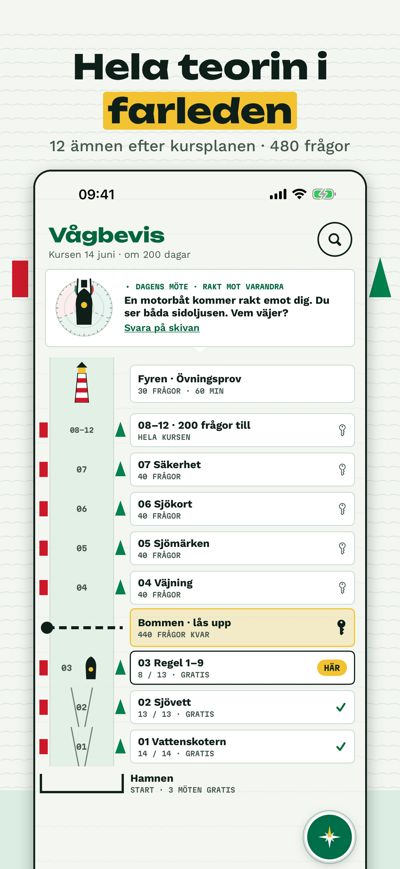 Hela teorin i
farleden
12 ämnen efter kursplanen · 480 frågor
09:41
Vågbevis
Kursen 14 juni · om 200 dagar
· DAGENS MÖTE · RAKT MOT VARANDRA
En motorbåt kommer rakt emot dig. Du
ser båda sidoljusen. Vem väjer?
Svara på skivan
Fyren · Övningsprov
30 FRÅGOR · 60 MIN
08–12
08–12 · 200 frågor till
HELA KURSEN
07
07 Säkerhet
40 FRÅGOR
06
06 Sjökort
40 FRÅGOR
05
05 Sjömärken
40 FRÅGOR
04
04 Väjning
40 FRÅGOR
Bommen · lås upp
440 FRÅGOR KVAR
03
03 Regel 1–9
8 / 13 · GRATIS
HÄR
02
02 Sjövett
13 / 13 · GRATIS
01
01 Vattenskotern
14 / 14 · GRATIS
Hamnen
START · 3 MÖTEN GRATIS